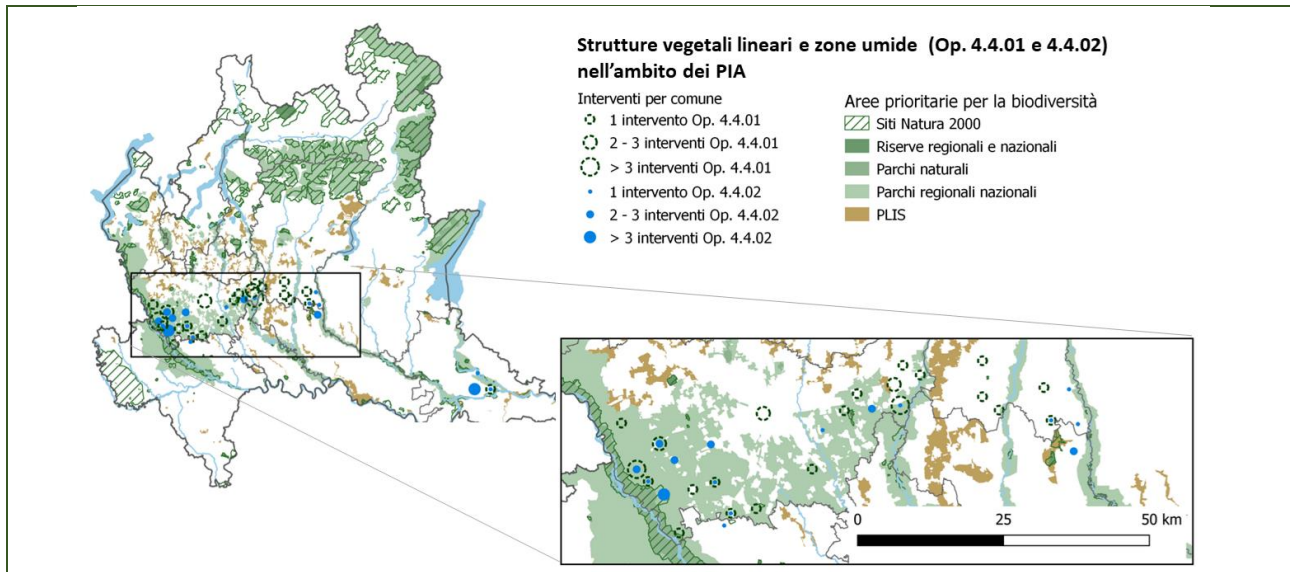 Strutture vegetali lineari e zone umide (Op. 4.4.01 e 4.4.02)
nell'ambito dei PIA
Interventi per comune
1 intervento Op. 4.4.01
2 - 3 interventi Op. 4.4.01
> 3 interventi Op. 4.4.01
1 intervento Op. 4.4.02
2 - 3 interventi Op. 4.4.02
> 3 interventi Op. 4.4.02
Aree prioritarie per la biodiversità
Siti Natura 2000
Riserve regionali e nazionali
Parchi naturali
Parchi regionali nazionali
PLIS
0 25 50 km